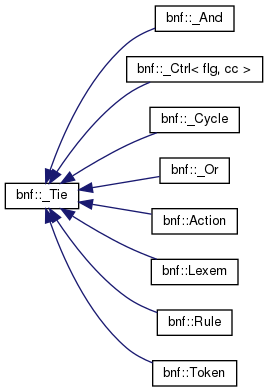 bnf::_And
bnf::_Ctrl< flg, cc >
bnf::_Cycle
bnf::_Or
bnf::_Tie
bnf::Action
bnf::Lexem
bnf::Rule
bnf::Token